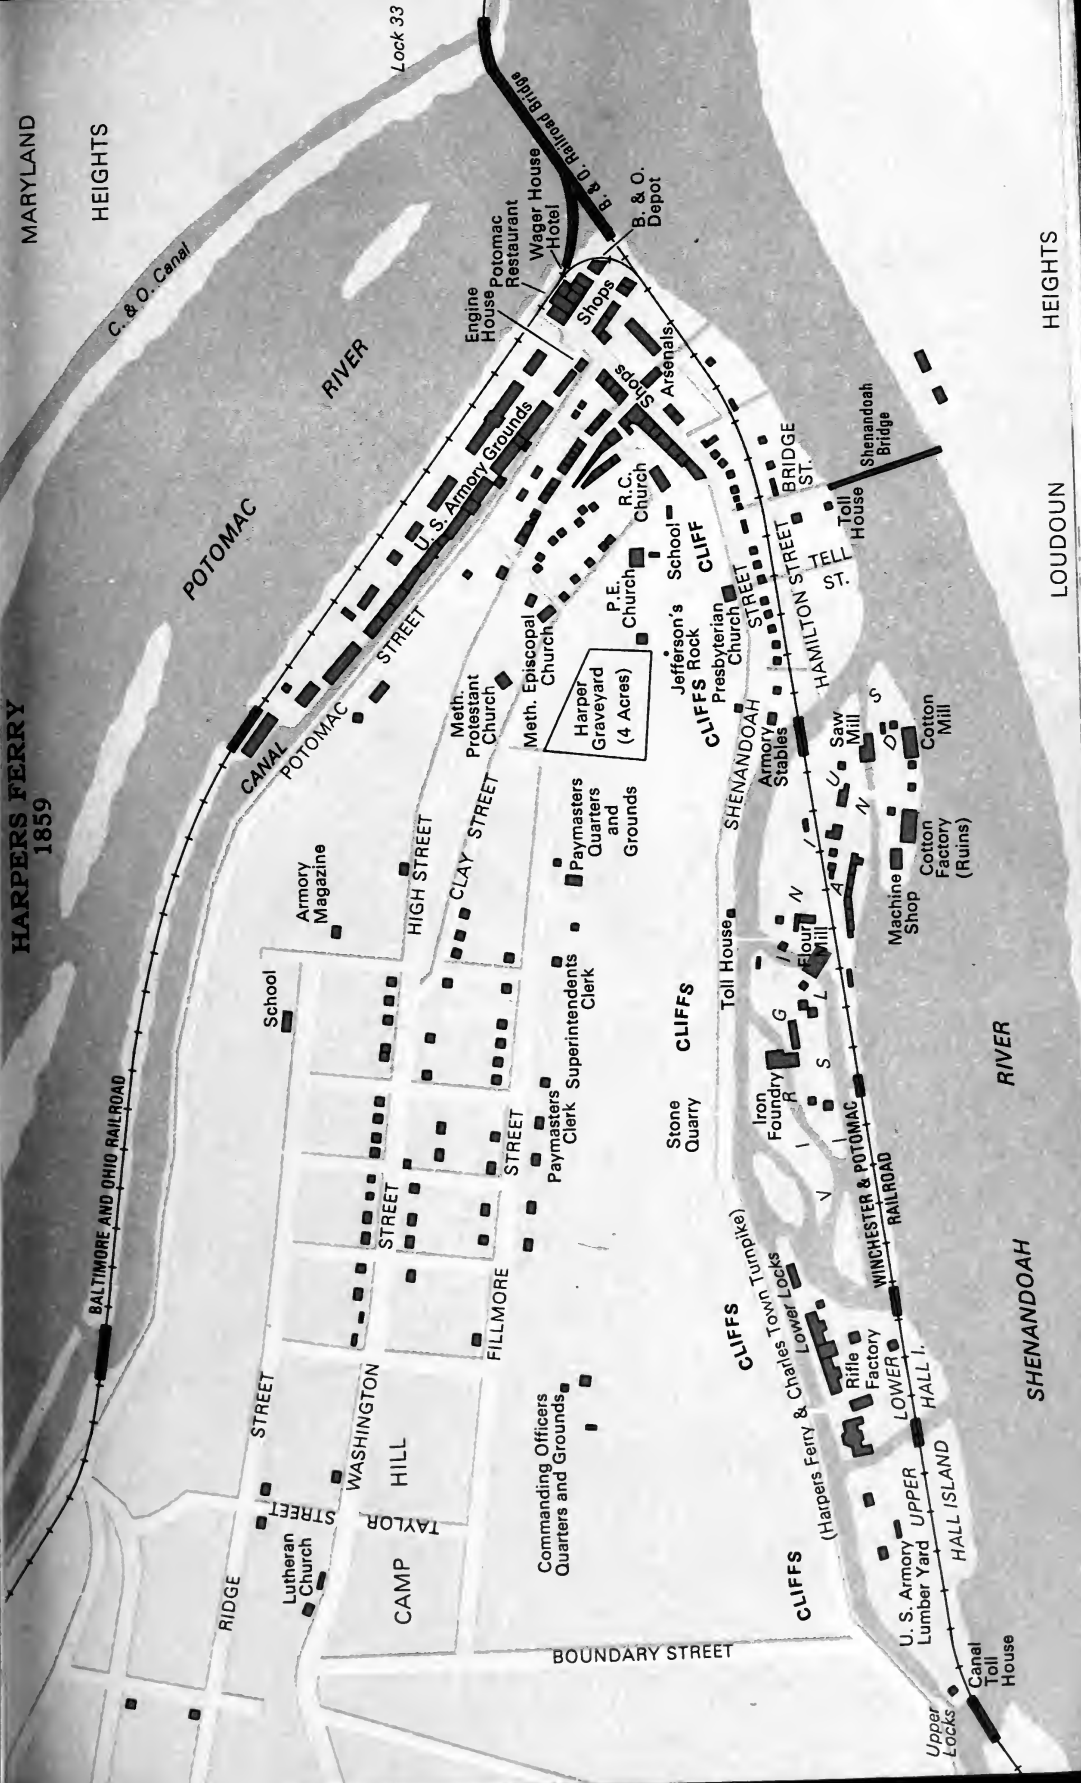 HARPERS FERRY
1859
MARYLAND
HEIGHTS
Lock 33
C. & O. Canal
POTOMAC
RIVER
B. & O. Railroad Bridge
B. & O.
Depot
Wager House
Hotel
Potomac
Restaurant
Engine
House
Shops
Shops
Arsenals
U. S. Armory Grounds
BALTIMORE AND OHIO RAILROAD
CANAL
POTOMAC
STREET
R.C.
Church
School
CLIFF
P.E.
Church
Meth. Episcopal
Church
Meth.
Protestant
Church
Harper
Graveyard
(4 Acres)
Jefferson's
Rock
CLIFFS
Presbyterian
Church
SHENANDOAH
STREET
Armory
Stables
HAMILTON STREET
TELL
ST.
BRIDGE
ST.
Toll
House
Shenandoah
Bridge
LOUDOUN
HEIGHTS
Armory
Magazine
School
HIGH STREET
CLAY STREET
Paymasters
Quarters
and
Grounds
Superintendents
Clerk
Paymasters
Clerk
FILLMORE
STREET
WASHINGTON
STREET
RIDGE
STREET
TAYLOR
STREET
CAMP
HILL
Lutheran
Church
Commanding Officers
Quarters and Grounds
BOUNDARY STREET
Stone
Quarry
CLIFFS
Toll House
CLIFFS
CLIFFS
(Harpers Ferry & Charles Town Turnpike)
Iron
Foundry
Flour
Mill
VIRGINIUS
ISLAND
Saw
Mill
Cotton
Mill
Cotton
Factory
(Ruins)
Machine
Shop
Lower Locks
Rifle
Factory
LOWER
HALL I.
UPPER
HALL ISLAND
U. S. Armory
Lumber Yard
Upper
Locks
Canal
Toll
House
WINCHESTER & POTOMAC
RAILROAD
SHENANDOAH
RIVER